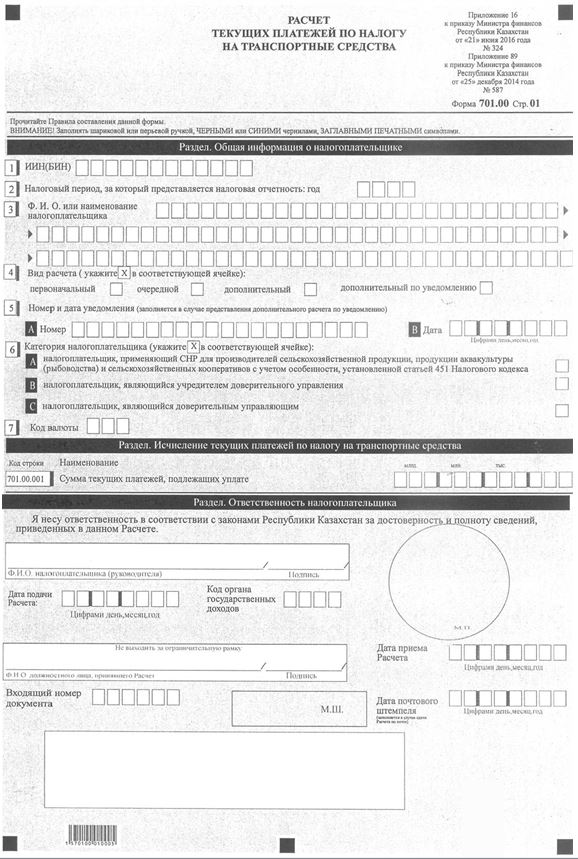 РАСЧЕТ
ТЕКУЩИХ ПЛАТЕЖЕЙ ПО НАЛОГУ
НА ТРАНСПОРТНЫЕ СРЕДСТВА
Приложение 16
к приказу Министра финансов
Республики Казахстан
от «21» июня 2016 года
№ 324
Приложение 89
к приказу Министра финансов
Республики Казахстан
от «25» декабря 2014 года
№ 587
Форма 701.00 Стр. 01
Прочитайте Правила составления данной формы.
ВНИМАНИЕ! Заполнять шариковой или перьевой ручкой, ЧЕРНЫМИ или СИНИМИ чернилами, ЗАГЛАВНЫМИ ПЕЧАТНЫМИ символами.
Раздел. Общая информация о налогоплательщике
1 ИИН(БИН)
2 Налоговый период, за который представляется налоговая отчетность: год
3 Ф. И. О. или наименование
налогоплательщика
4 Вид расчета ( укажите X в соответствующей ячейке):
первоначальный очередной дополнительный дополнительный по уведомлению
5 Номер и дата уведомления (заполняется в случае представления дополнительного расчета по уведомлению)
A Номер B Дата
Цифрами день,месяц,год
6 Категория налогоплательщика (укажите X в соответствующей ячейке):
A налогоплательщик, применяющий СНР для производителей сельскохозяйственной продукции, продукции аквакультуры
(рыбоводства) и сельскохозяйственных кооперативов с учетом особенности, установленной статьей 451 Налогового кодекса
B налогоплательщик, являющийся учредителем доверительного управления
C налогоплательщик, являющийся доверительным управляющим
7 Код валюты
Раздел. Исчисление текущих платежей по налогу на транспортные средства
Код строки Наименование млрд. млн. тыс.
701.00.001 Сумма текущих платежей, подлежащих уплате
Раздел. Ответственность налогоплательщика
Я несу ответственность в соответствии с законами Республики Казахстан за достоверность и полноту сведений,
приведенных в данном Расчете.
Ф.И.О. налогоплательщика (руководителя) Подпись
Дата подачи
Расчета:
Цифрами день,месяц,год
Код органа
государственных
доходов
М.П.
Не выходить за ограничительную рамку
Ф.И.О. должностного лица, принявшего Расчет Подпись
Дата приема
Расчета
Цифрами день,месяц,год
Входящий номер
документа
М.Ш.
Дата почтового
штемпеля
(заполняется в случае сдачи
Расчета по почте)
Цифрами день,месяц,год